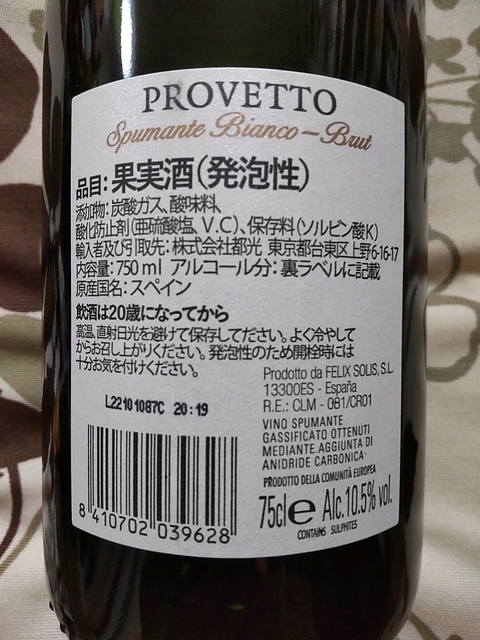 PROVETTO
Spumante Bianco – Brut
品目:果実酒(発泡性)
添加物:炭酸ガス、酸味料、
酸化防止剤(亜硫酸塩、V.C)、保存料(ソルビン酸K)
輸入者及び引取先:株式会社都光 東京都台東区上野6-16-17
内容量:750ml アルコール分:裏ラベルに記載
原産国名:スペイン
飲酒は20歳になってから
高温、直射日光を避けて保存してださい。よく冷やして
からお召し上がりください。発泡性のため開栓時には
十分お気を付けください。
L22101087C 20:19
8 410702 039628
Prodotto da FELIX SOLIS, S.L.
13300ES - España
R.E.: CLM - 081/CR01
VINO SPUMANTE
GASSIFICATO OTTENUTI
MEDIANTE AGGIUNTA DI
ANIDRIDE CARBONICA
PRODOTTO DELLA COMUNITÀ EUROPEA
75cl e Alc.10.5% vol.
CONTAINS SULPHITES